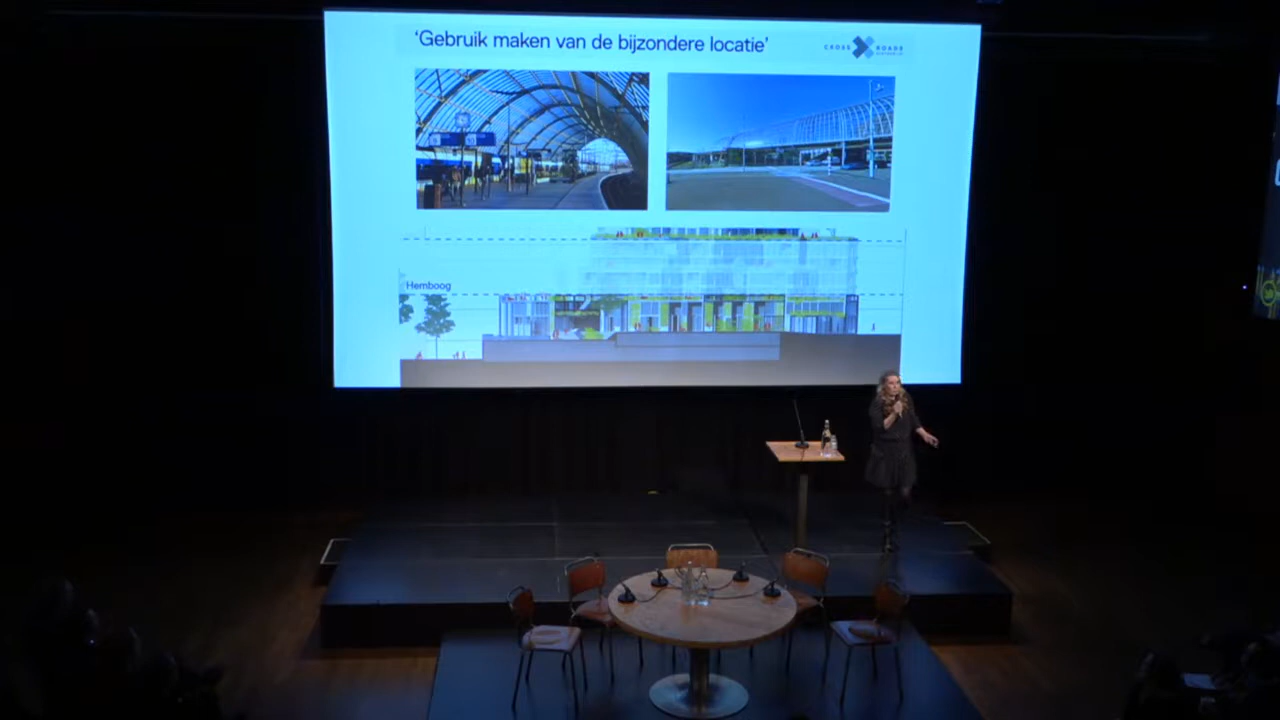 ‘Gebruik maken van de bijzondere locatie’
CROSS ROADS
Hemboog